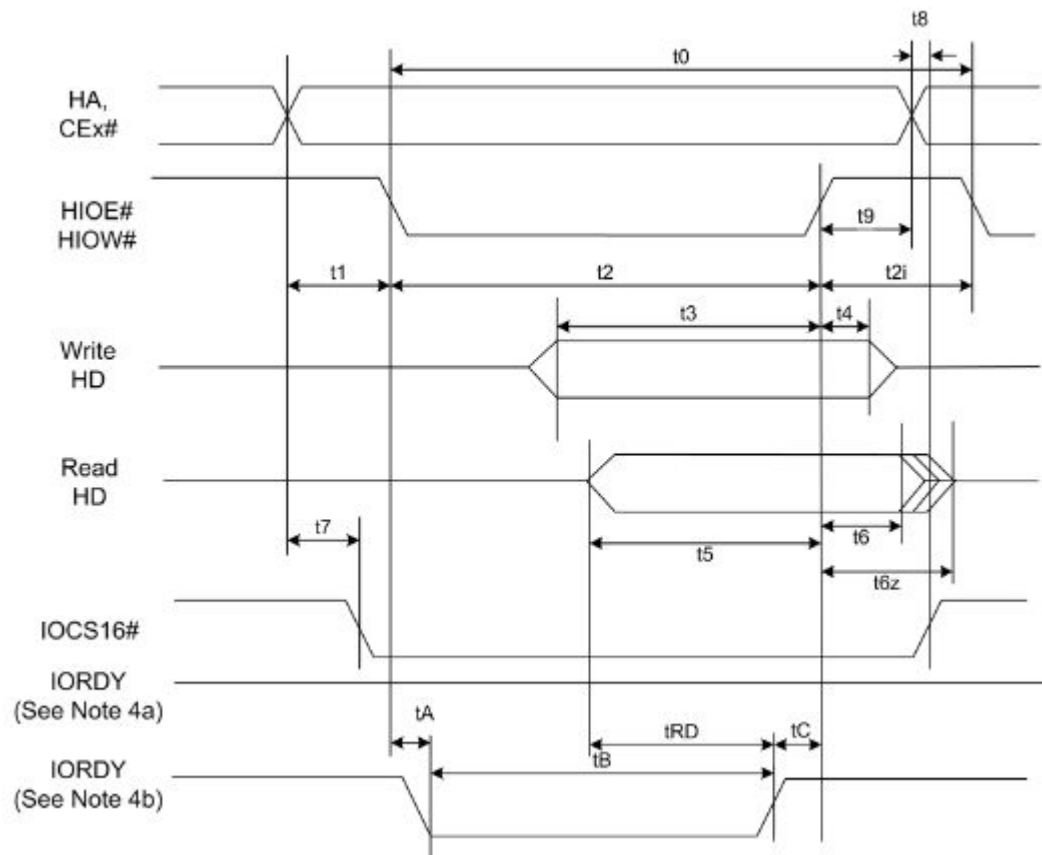 t8
t0
HA,
CEx#
HIOE#
HIOW#
t9
t1
t2
t2i
t3
t4
Write
HD
Read
HD
t7
t5
t6
t6z
IOCS16#
IORDY
(See Note 4a)
tA
tRD
tC
tB
IORDY
(See Note 4b)